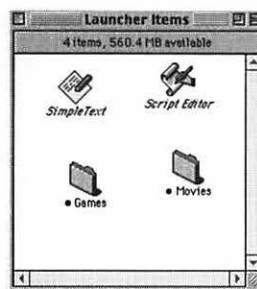 Launcher Items
4 items, 560.4 MB available
SimpleText
Script Editor
• Games
• Movies